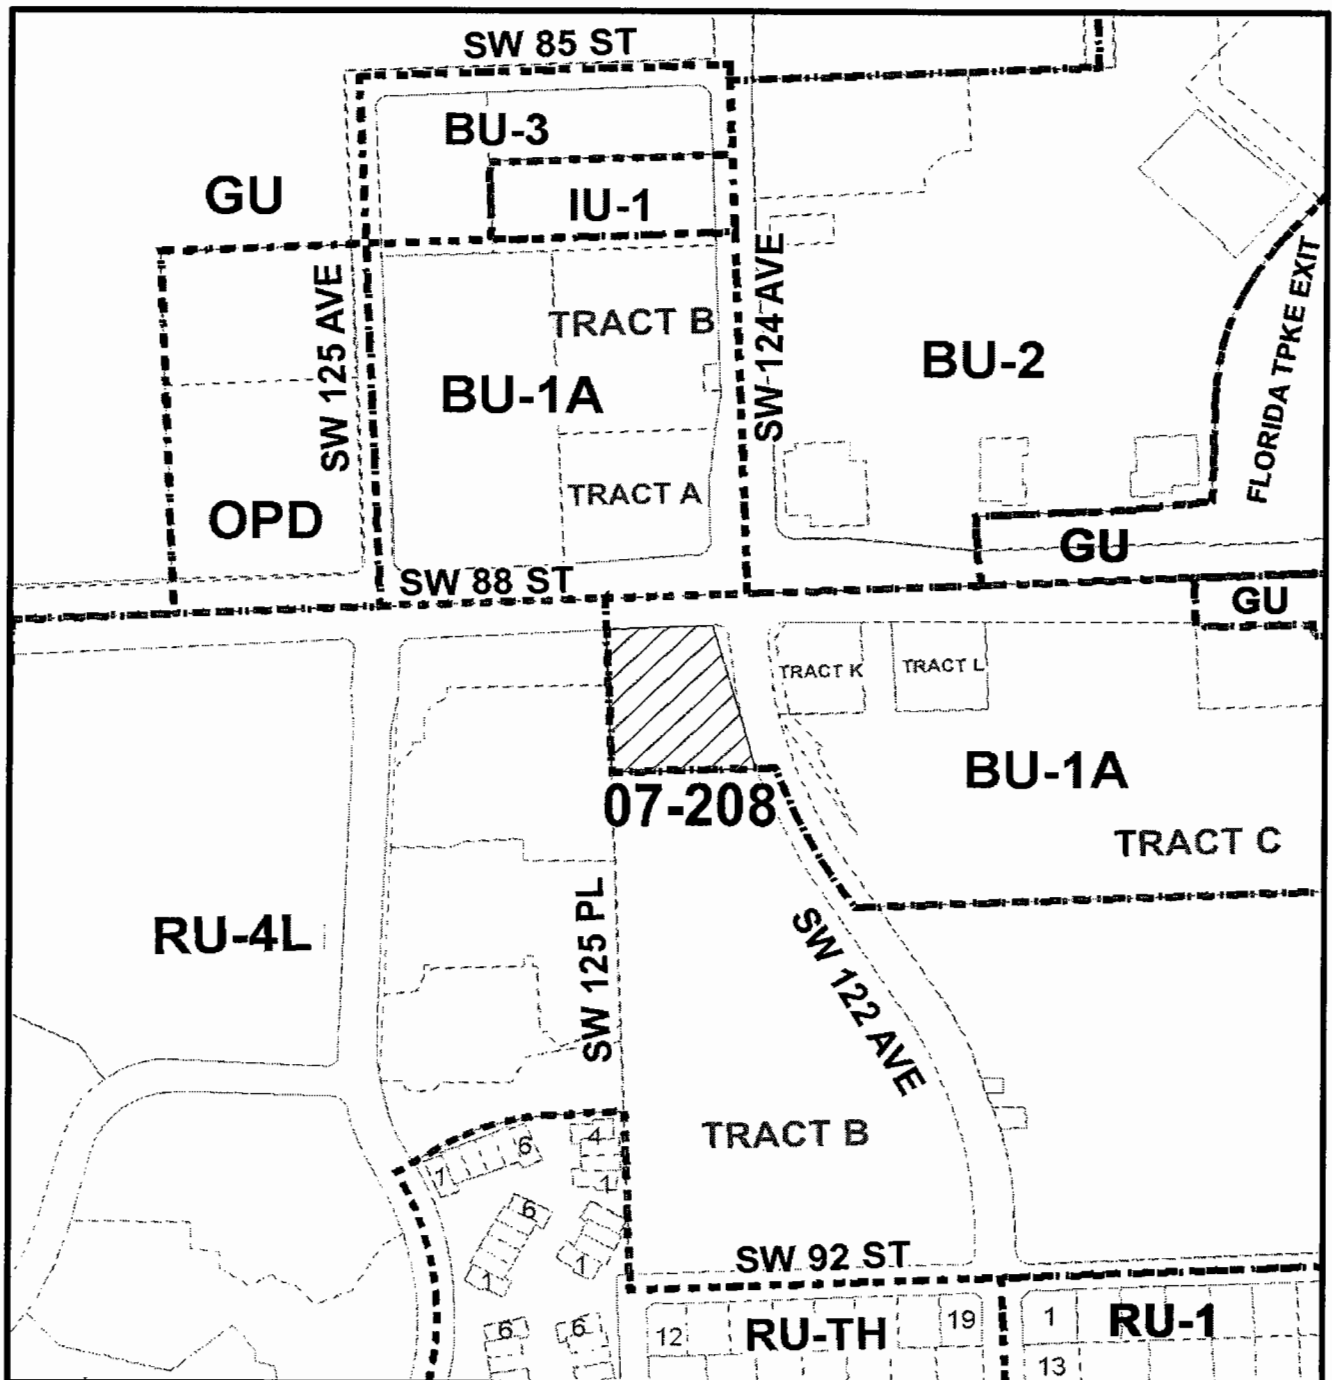 SW 85 ST
BU-3
GU
IU-1
SW 125 AVE
TRACT B
SW 124 AVE
FLORIDA TPKE EXIT
BU-2
BU-1A
TRACT A
OPD
GU
SW 88 ST
GU
TRACT K
TRACT L
BU-1A
07-208
TRACT C
RU-4L
SW 125 PL
SW 122 AVE
TRACT B
4
6
7
1
6
1
1
SW 92 ST
6
6
12
RU-TH
19
1
RU-1
13